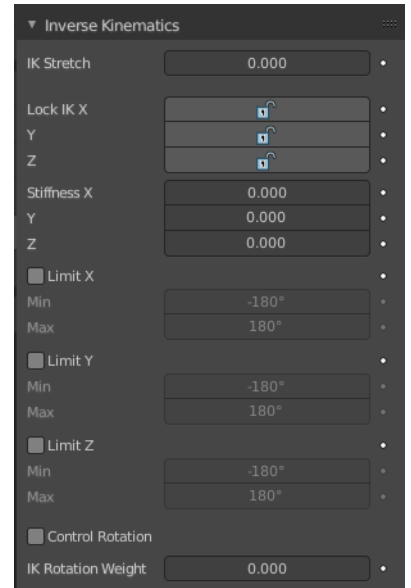 Inverse Kinematics
IK Stretch 0.000
Lock IK X
Y
Z
Stiffness X 0.000
Y 0.000
Z 0.000
Limit X
Min -180°
Max 180°
Limit Y
Min -180°
Max 180°
Limit Z
Min -180°
Max 180°
Control Rotation
IK Rotation Weight 0.000